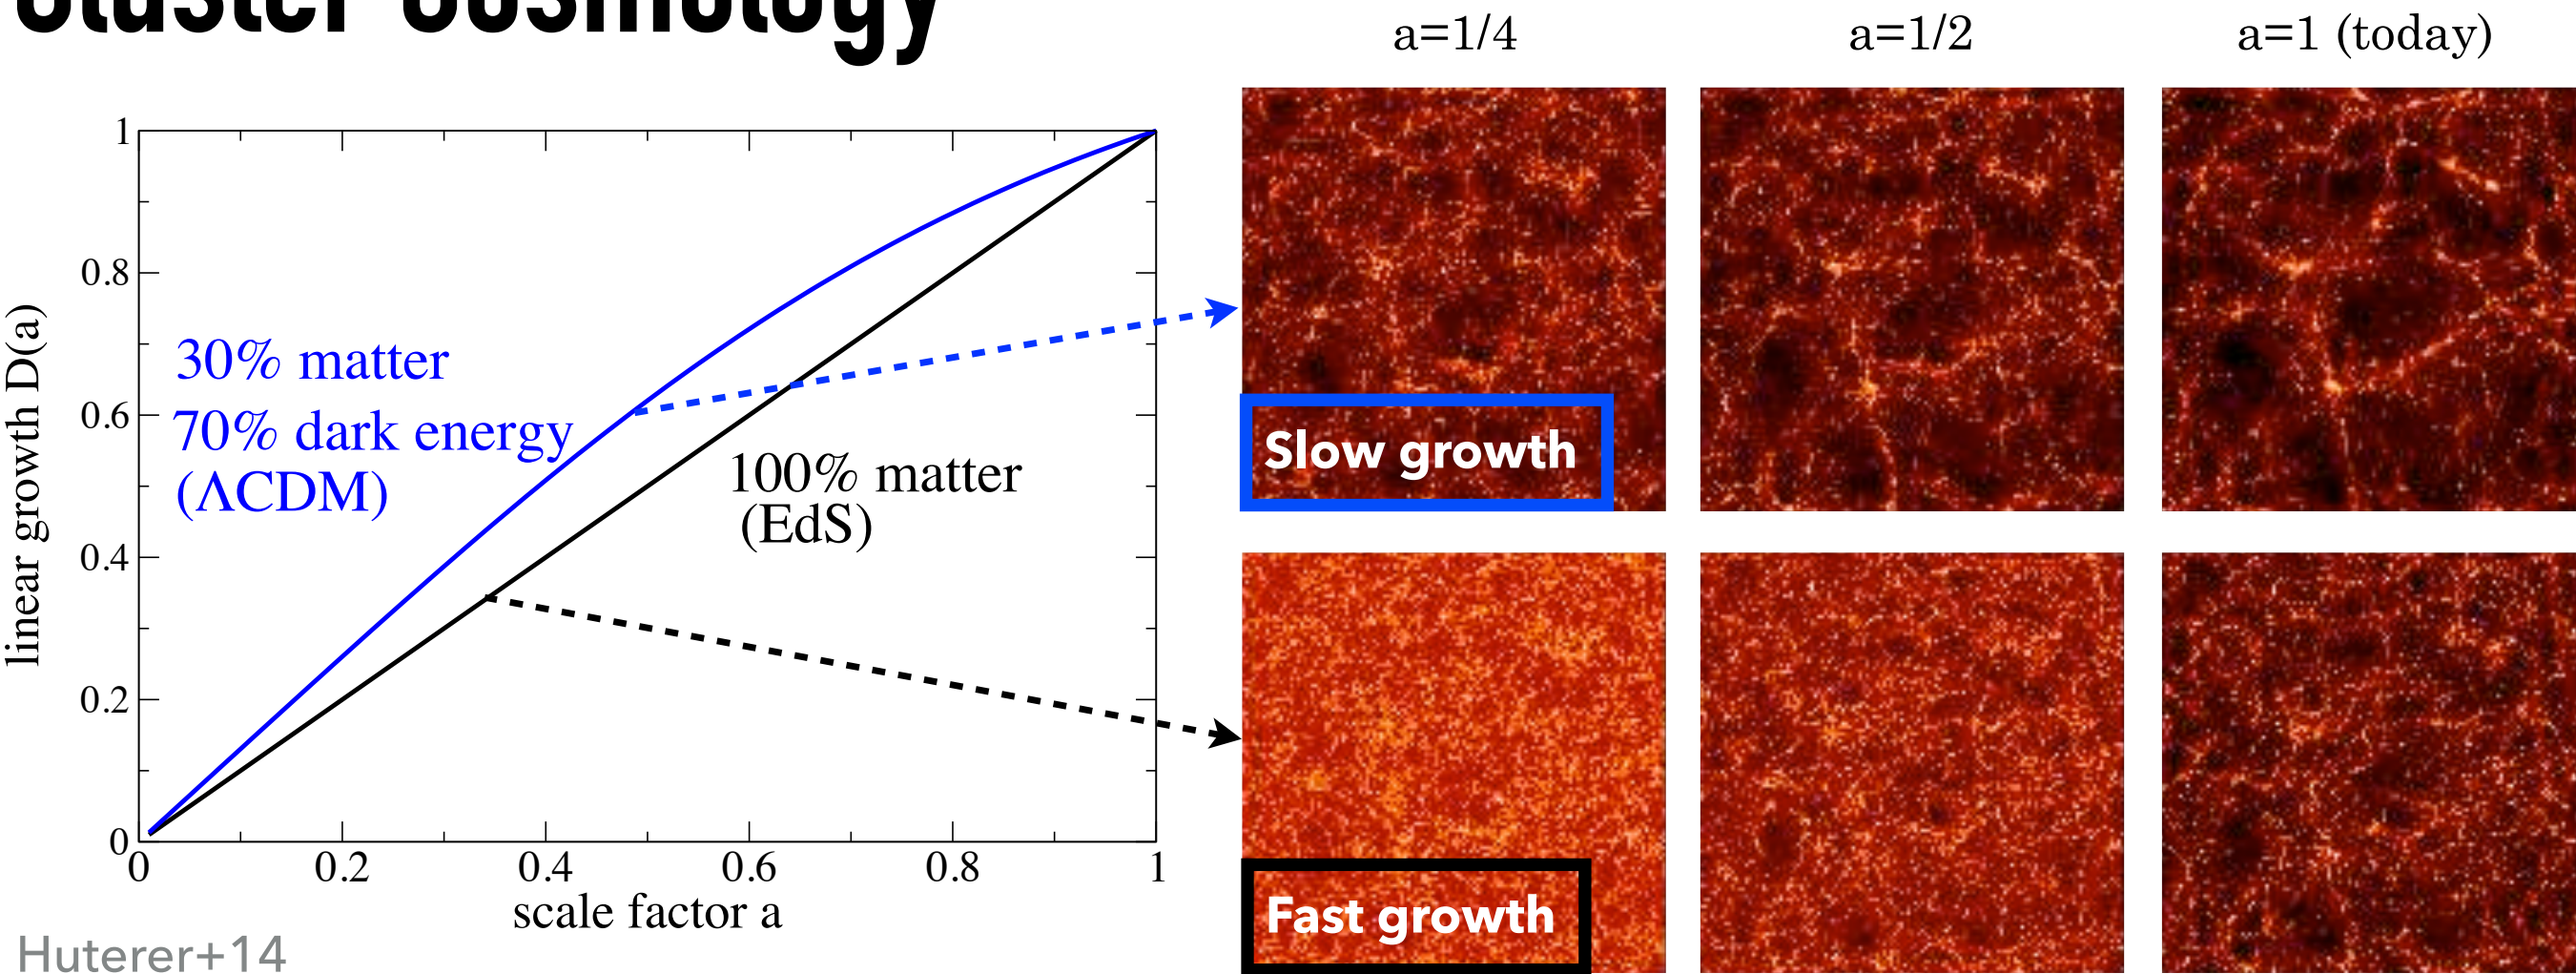 Cluster Cosmology
a=1/4
a=1/2
a=1 (today)
1
0.8
0.6
0.4
0.2
0
linear growth D(a)
30% matter
70% dark energy
(ΛCDM)
100% matter
(EdS)
0
0.2
0.4
0.6
0.8
1
scale factor a
Slow growth
Fast growth
Huterer+14